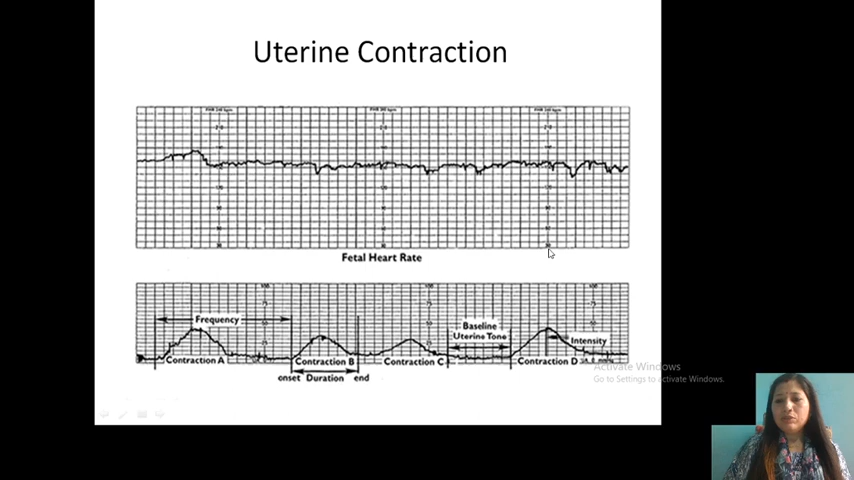 Uterine Contraction
Fetal Heart Rate
Frequency
Baseline
Uterine Tone
Intensity
Contraction A
Contraction B
Contraction C
Contraction D
onset Duration end
Activate Windows
Go to Settings to activate Windows.